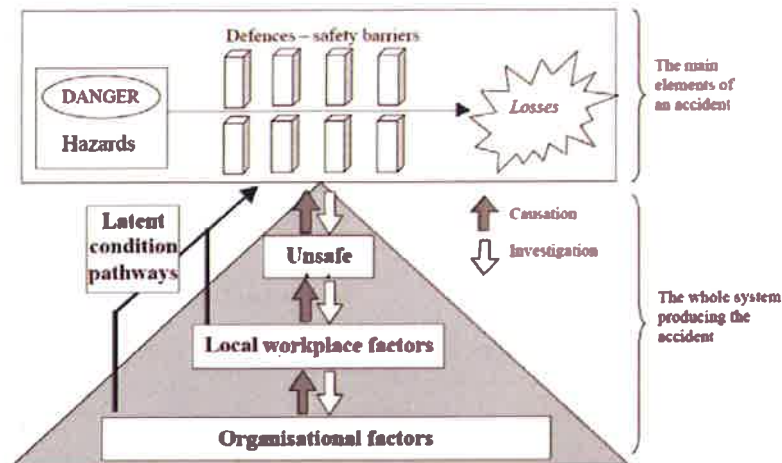 Defences – safety barriers
DANGER
Hazards
Losses
The main
elements of
an accident
Latent
condition
pathways
Causation
Investigation
Unsafe
Local workplace factors
Organisational factors
The whole system
producing the
accident